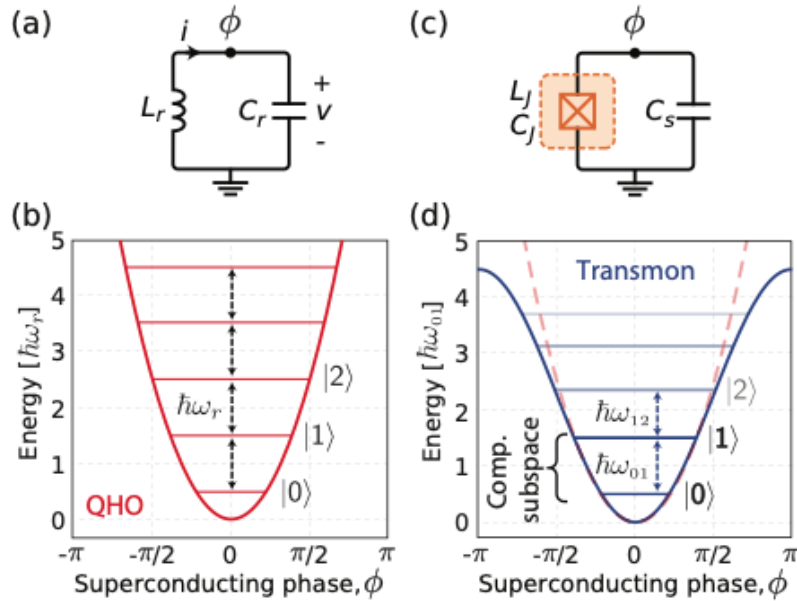 (a)
i
ϕ
L_r
C_r
+
v
-
(c)
ϕ
L_J
C_J
C_s
(b)
Energy [ħω_r]
5
4
3
2
1
0
ħω_r
|2⟩
|1⟩
|0⟩
QHO
-π
-π/2
0
π/2
π
Superconducting phase, ϕ
(d)
Energy [ħω_01]
5
4
3
2
1
0
Transmon
|2⟩
ħω_12
|1⟩
Comp.
subspace
ħω_01
|0⟩
-π
-π/2
0
π/2
π
Superconducting phase, ϕ